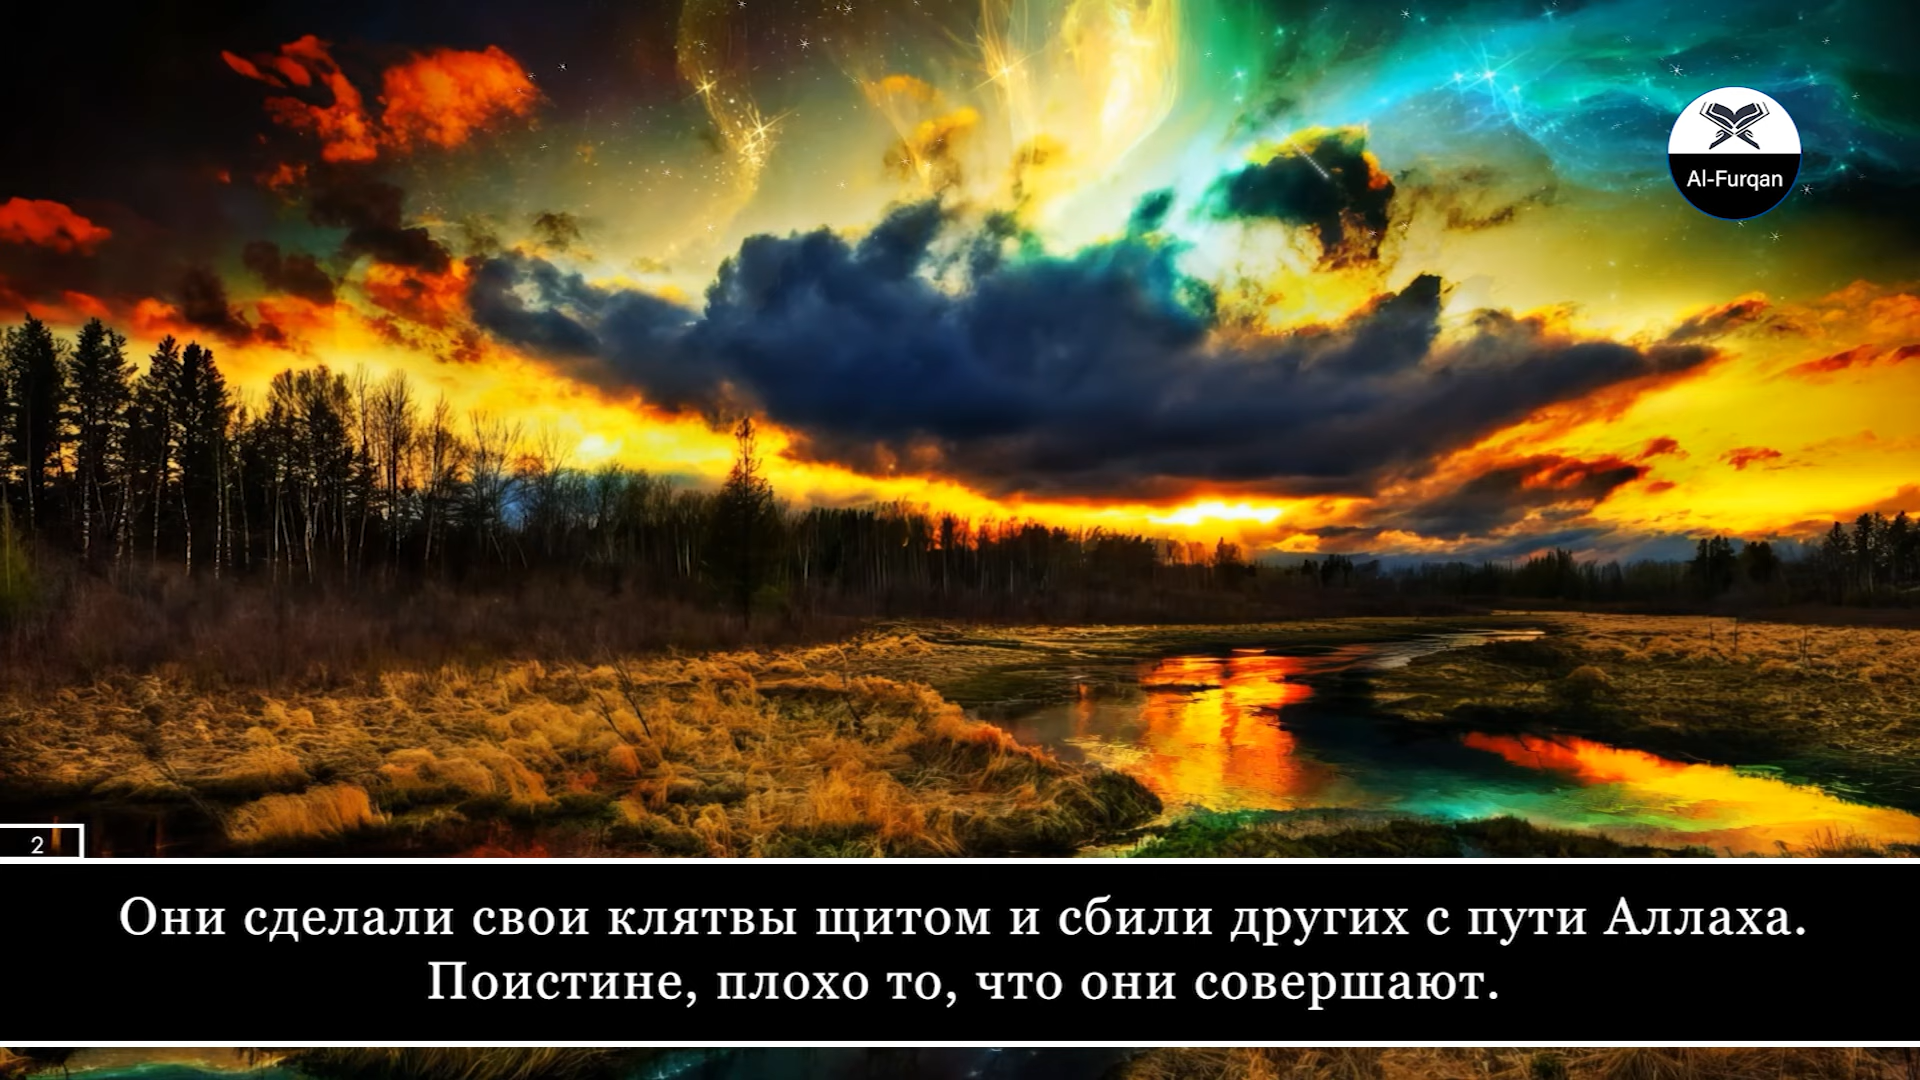 Al-Furqan
2
Они сделали свои клятвы щитом и сбили других с пути Аллаха.
Поистине, плохо то, что они совершают.